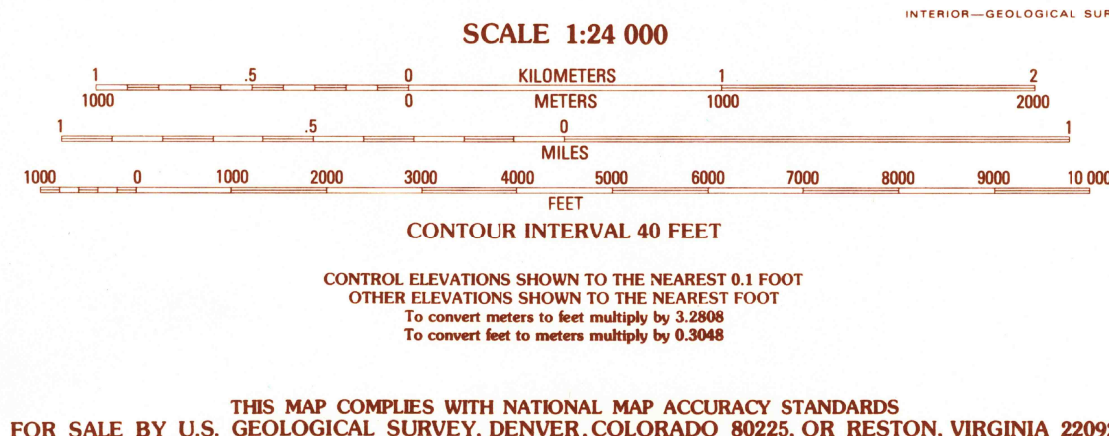 INTERIOR—GEOLOGICAL SUR
SCALE 1:24 000
1 .5 0 KILOMETERS 1 2
1000 0 METERS 1000 2000
1 .5 0 1
MILES
1000 0 1000 2000 3000 4000 5000 6000 7000 8000 9000 10 000
FEET
CONTOUR INTERVAL 40 FEET
CONTROL ELEVATIONS SHOWN TO THE NEAREST 0.1 FOOT
OTHER ELEVATIONS SHOWN TO THE NEAREST FOOT
To convert meters to feet multiply by 3.2808
To convert feet to meters multiply by 0.3048
THIS MAP COMPLIES WITH NATIONAL MAP ACCURACY STANDARDS
FOR SALE BY U.S. GEOLOGICAL SURVEY, DENVER, COLORADO 80225, OR RESTON, VIRGINIA 2209